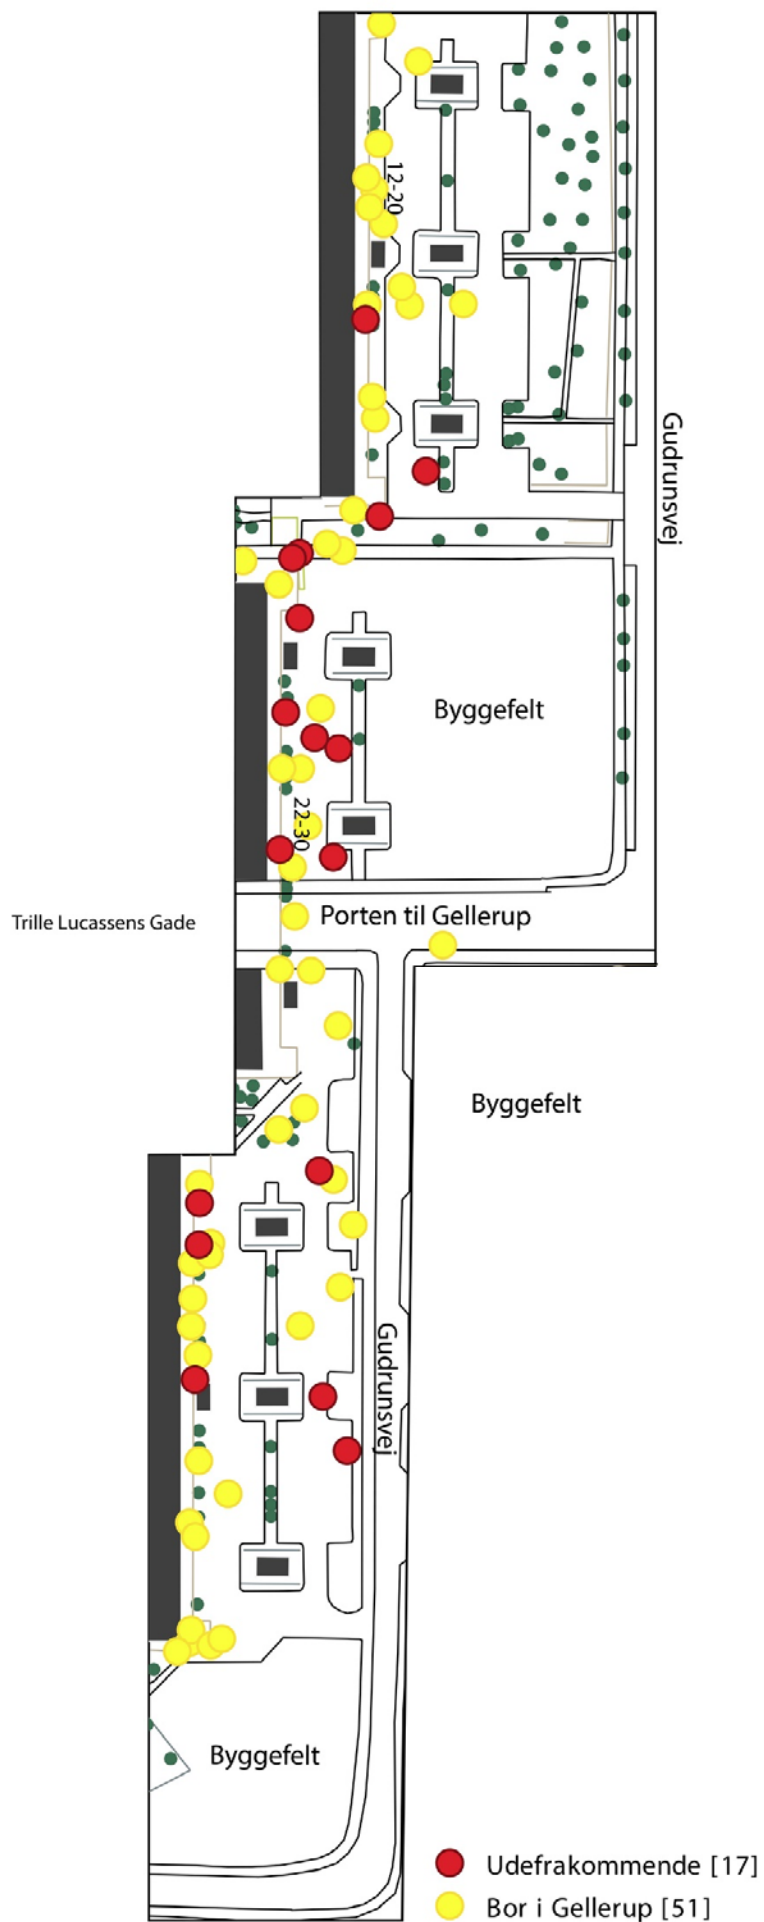 12-20
Gudrunsvej
Byggefelt
22-30
Trille Lucassens Gade
Porten til Gellerup
Byggefelt
Gudrunsvej
Byggefelt
Udefrakommende [17]
Bor i Gellerup [51]